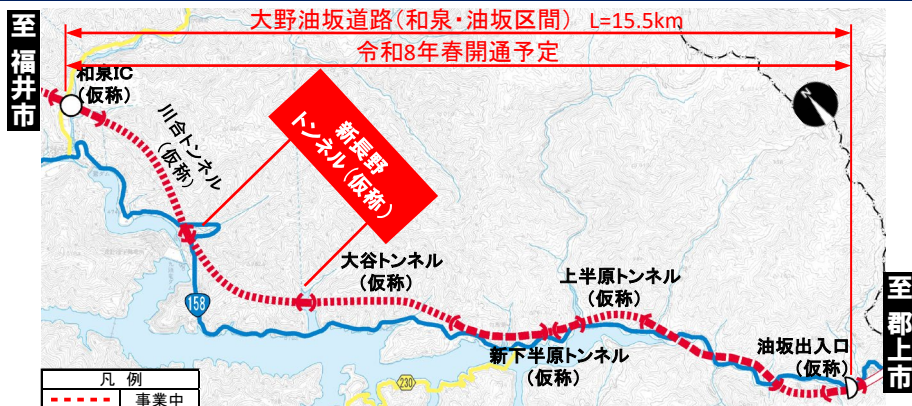 大野油坂道路(和泉・油坂区間) L=15.5km
令和8年春開通予定
至 福井市
和泉IC
(仮称)
川合トンネル
(仮称)
新長野
トンネル(仮称)
大谷トンネル
(仮称)
上半原トンネル
(仮称)
158
新下半原トンネル
(仮称)
油坂出入口
(仮称)
至 郡上市
230
N
凡 例
事業中